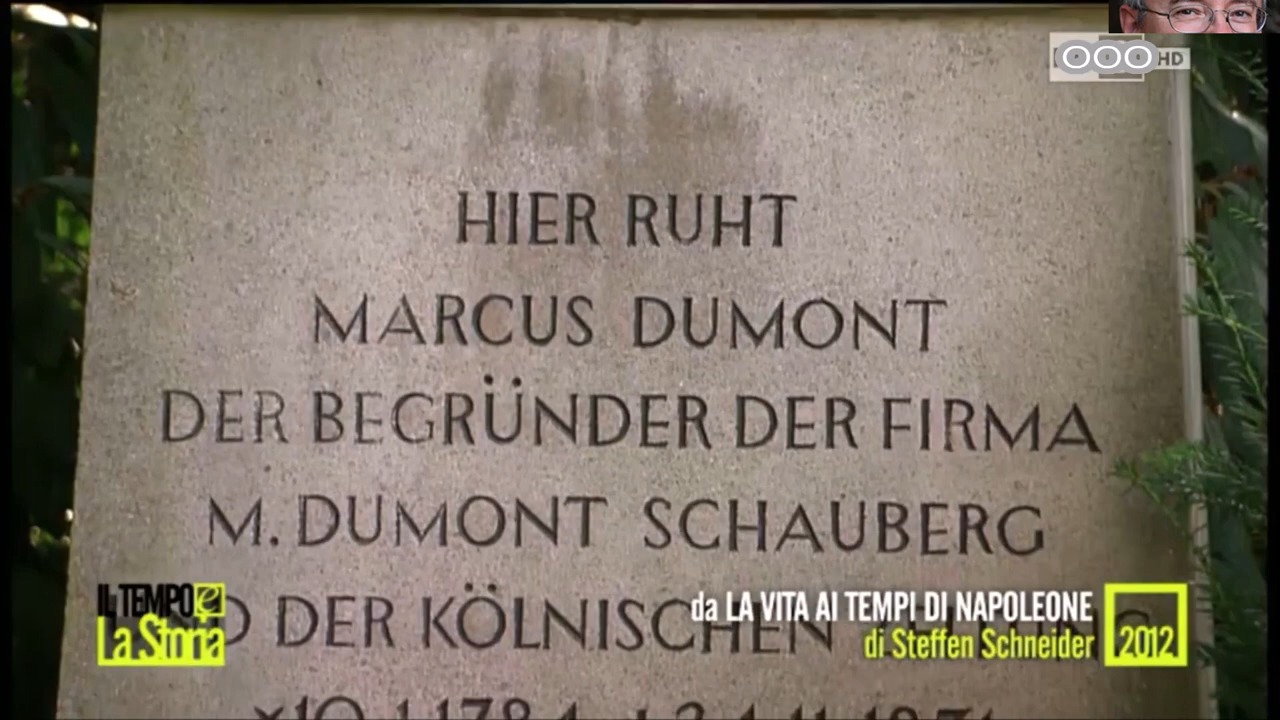 HD
HIER RUHT
MARCUS DUMONT
DER BEGRÜNDER DER FIRMA
M. DUMONT SCHAUBERG
DER KÖLNISCHEN
IL TEMPO e
La Storia
da LA VITA AI TEMPI DI NAPOLEONE
di Steffen Schneider
2012